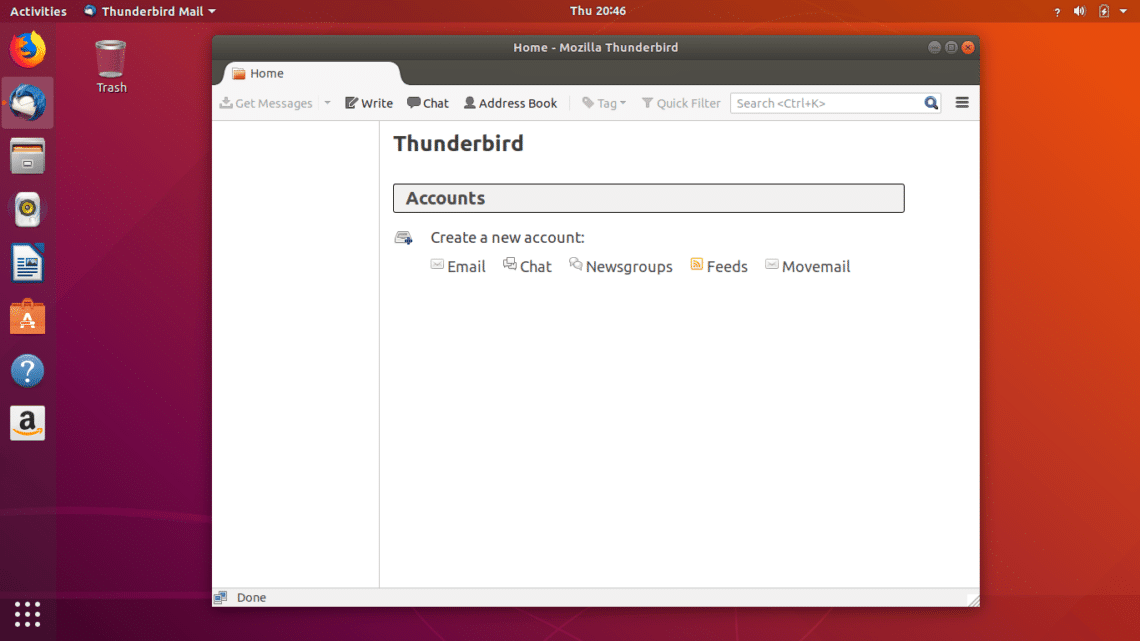 Activities Thunderbird Mail Thu 20:46 ?
Trash
Home - Mozilla Thunderbird
Home
Get Messages Write Chat Address Book Tag Quick Filter Search <Ctrl+K>
Thunderbird
Accounts
Create a new account:
Email Chat Newsgroups Feeds Movemail
Done